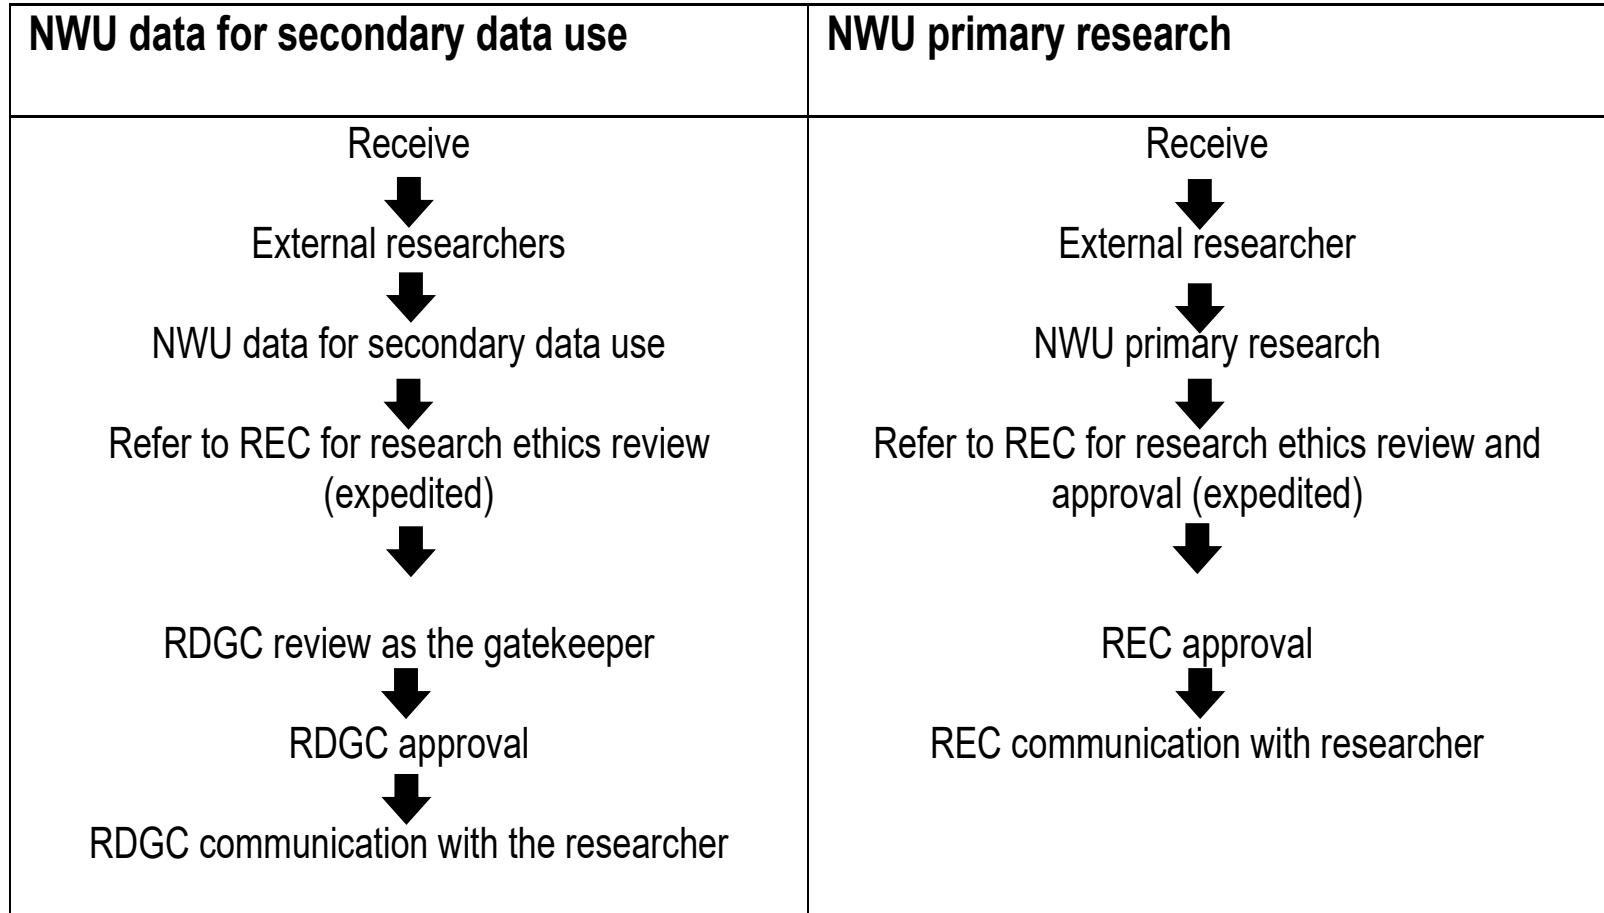 NWU data for secondary data use
NWU primary research
Receive
External researchers
NWU data for secondary data use
Refer to REC for research ethics review
(expedited)
RDGC review as the gatekeeper
RDGC approval
RDGC communication with the researcher
Receive
External researcher
NWU primary research
Refer to REC for research ethics review and
approval (expedited)
REC approval
REC communication with researcher